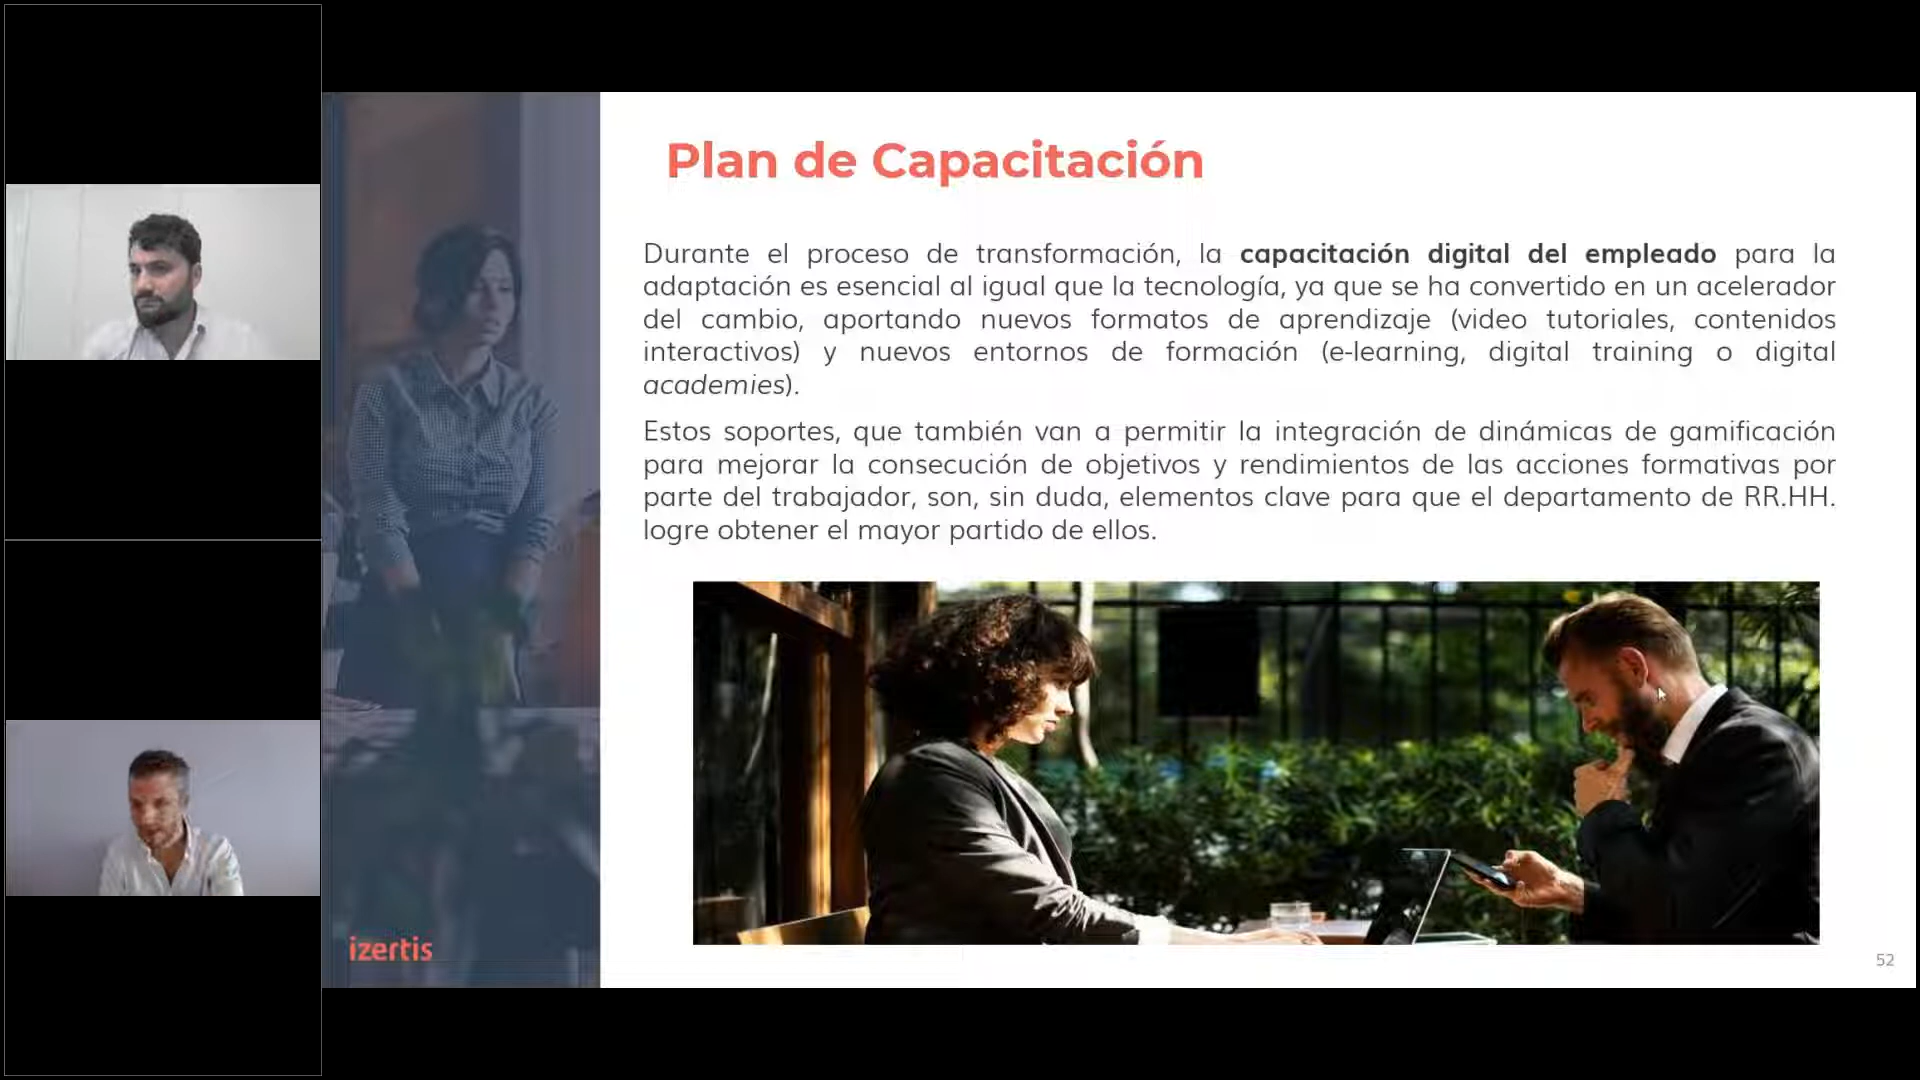 Plan de Capacitación
Durante el proceso de transformación, la capacitación digital del empleado para la
adaptación es esencial al igual que la tecnología, ya que se ha convertido en un acelerador
del cambio, aportando nuevos formatos de aprendizaje (video tutoriales, contenidos
interactivos) y nuevos entornos de formación (e-learning, digital training o digital
academies).
Estos soportes, que también van a permitir la integración de dinámicas de gamificación
para mejorar la consecución de objetivos y rendimientos de las acciones formativas por
parte del trabajador, son, sin duda, elementos clave para que el departamento de RR.HH.
logre obtener el mayor partido de ellos.
izertis
52